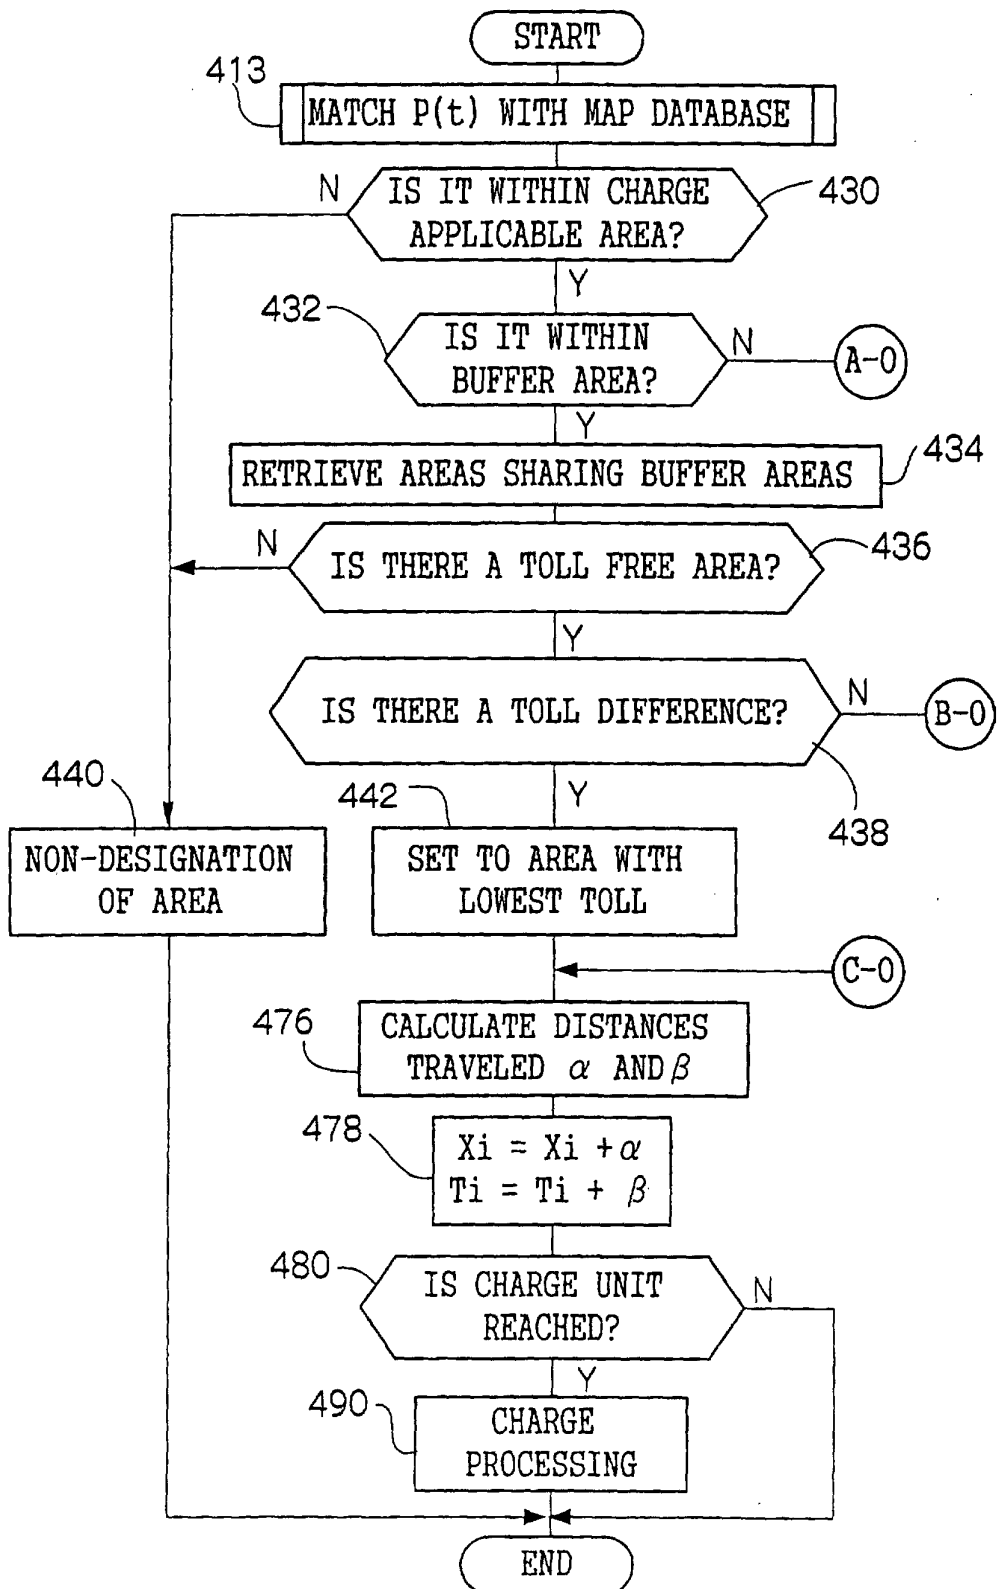 START
413
MATCH P(t) WITH MAP DATABASE
N
IS IT WITHIN CHARGE
APPLICABLE AREA?
430
Y
432
IS IT WITHIN
BUFFER AREA?
N
A-0
Y
RETRIEVE AREAS SHARING BUFFER AREAS
434
N
IS THERE A TOLL FREE AREA?
436
Y
IS THERE A TOLL DIFFERENCE?
N
B-0
438
Y
440
NON-DESIGNATION
OF AREA
442
SET TO AREA WITH
LOWEST TOLL
C-0
476
CALCULATE DISTANCES
TRAVELED α AND β
478
Xi = Xi + α
Ti = Ti + β
480
IS CHARGE UNIT
REACHED?
N
Y
490
CHARGE
PROCESSING
END